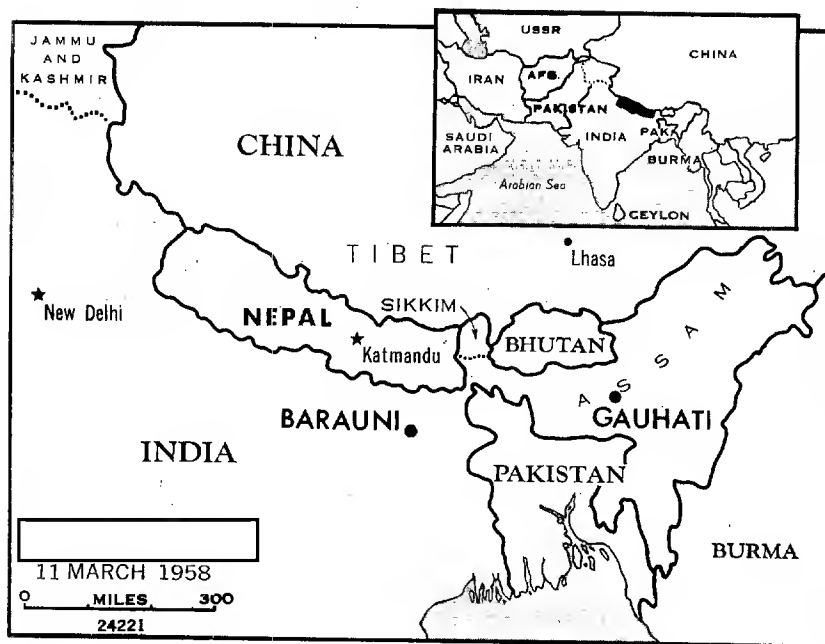 JAMMU
AND
KASHMIR
CHINA
TIBET
Lhasa
New Delhi
NEPAL
Katmandu
SIKKIM
BHUTAN
ASSAM
BARAUNI
GAUHATI
INDIA
PAKISTAN
BURMA
11 MARCH 1958
0 MILES 300
24221
USSR
CHINA
IRAN
AFG.
PAKISTAN
SAUDI
ARABIA
INDIA
PAK.
BURMA
Arabian Sea
CEYLON